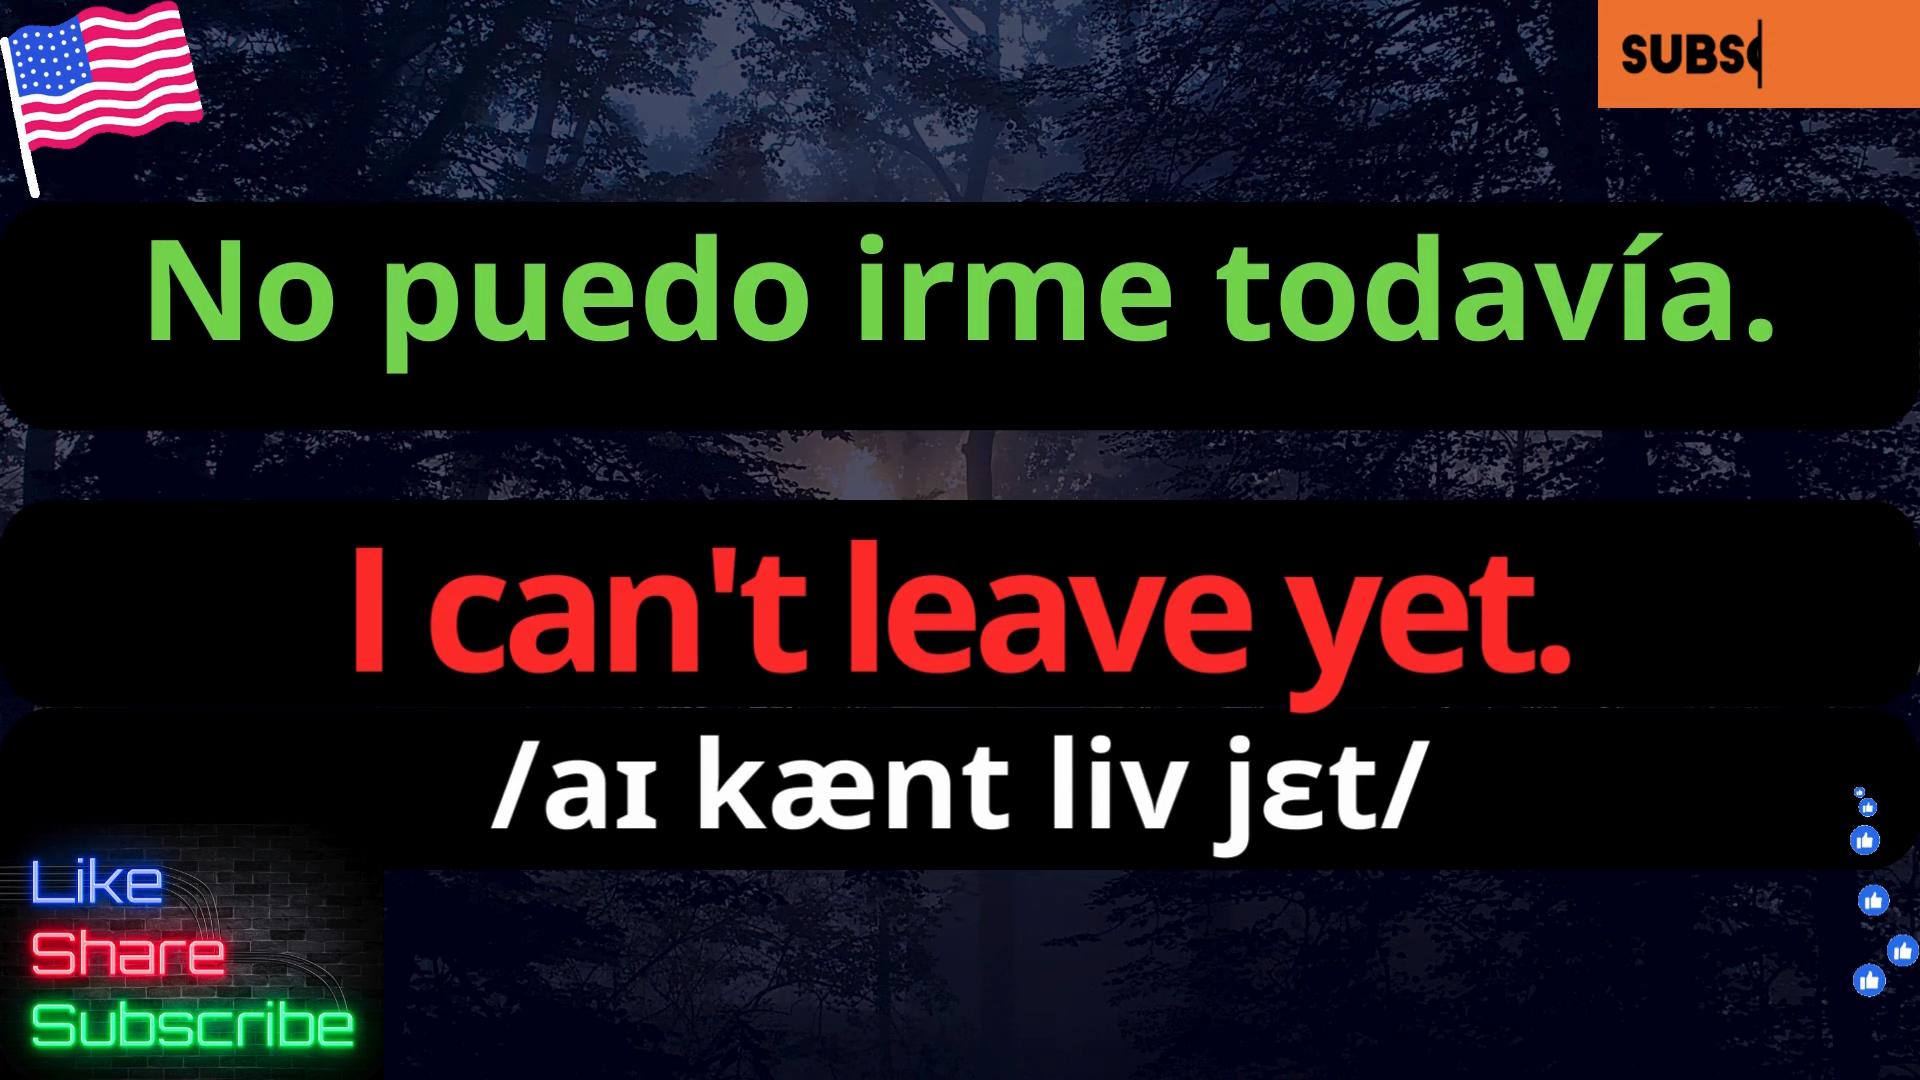 SUBS
No puedo irme todavía.
I can't leave yet.
/aɪ kænt liv jɛt/
Like
Share
Subscribe